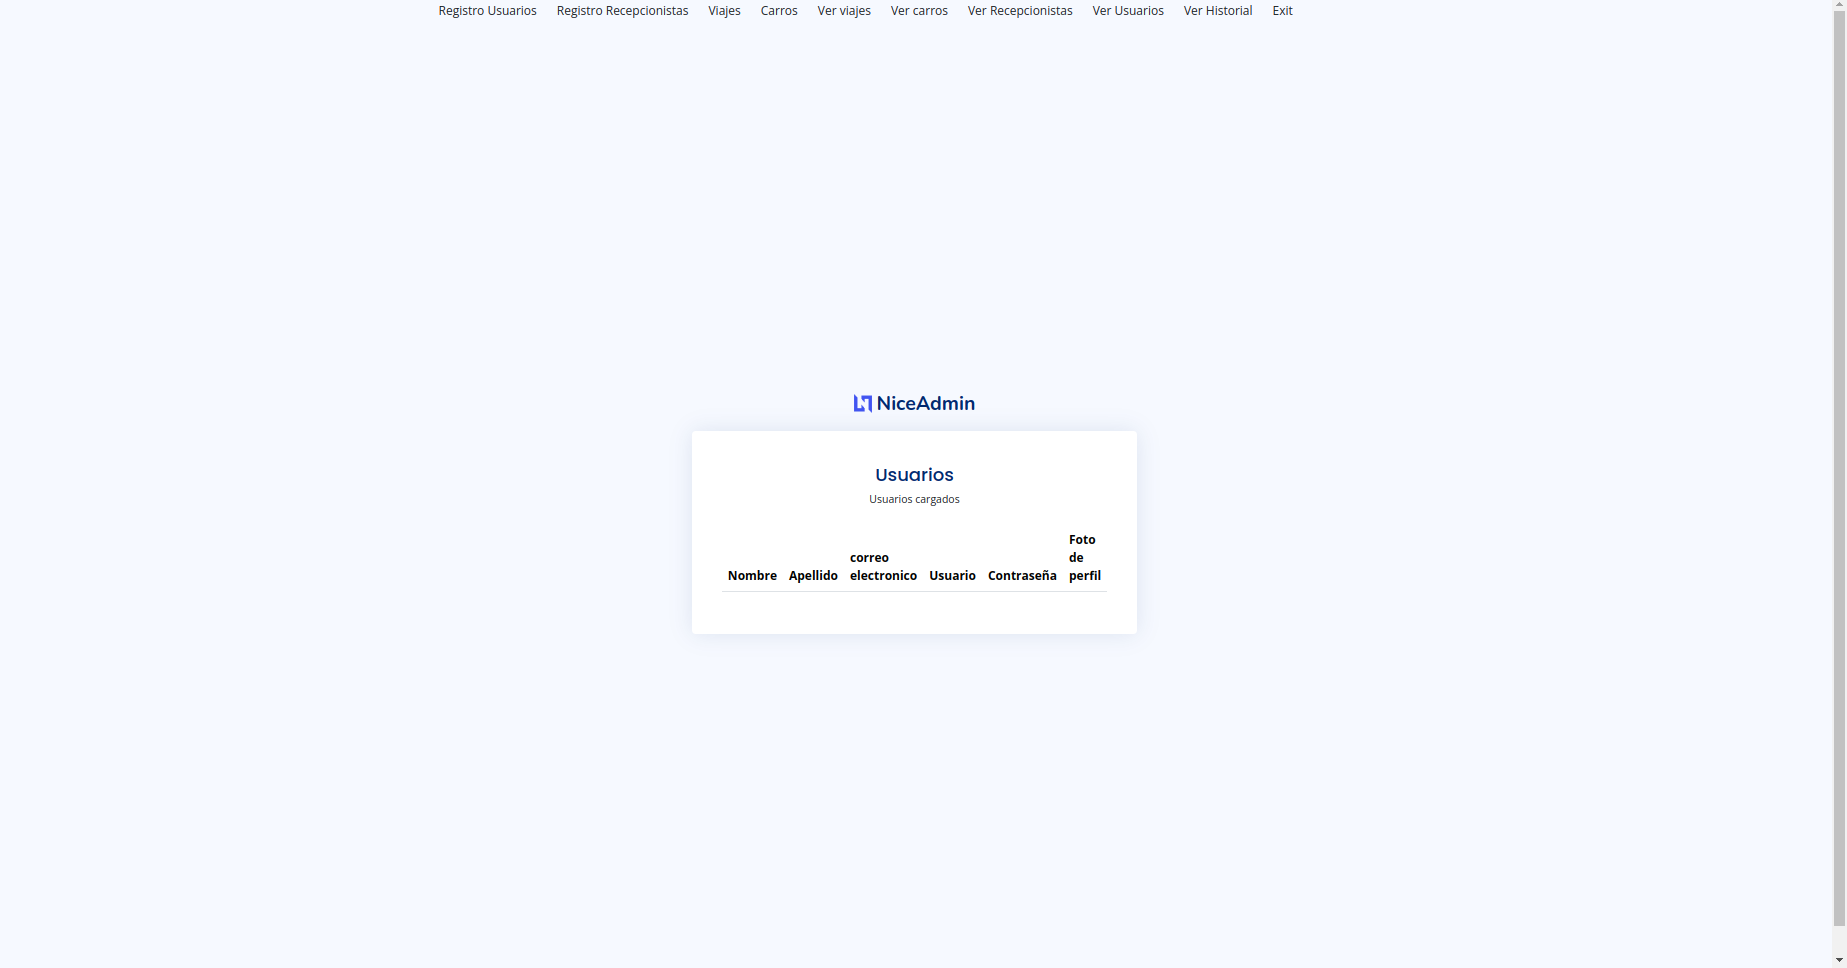 Registro Usuarios Registro Recepcionistas Viajes Carros Ver viajes Ver carros Ver Recepcionistas Ver Usuarios Ver Historial Exit
NiceAdmin
Usuarios
Usuarios cargados
Nombre Apellido correo electronico Usuario Contraseña Foto de perfil